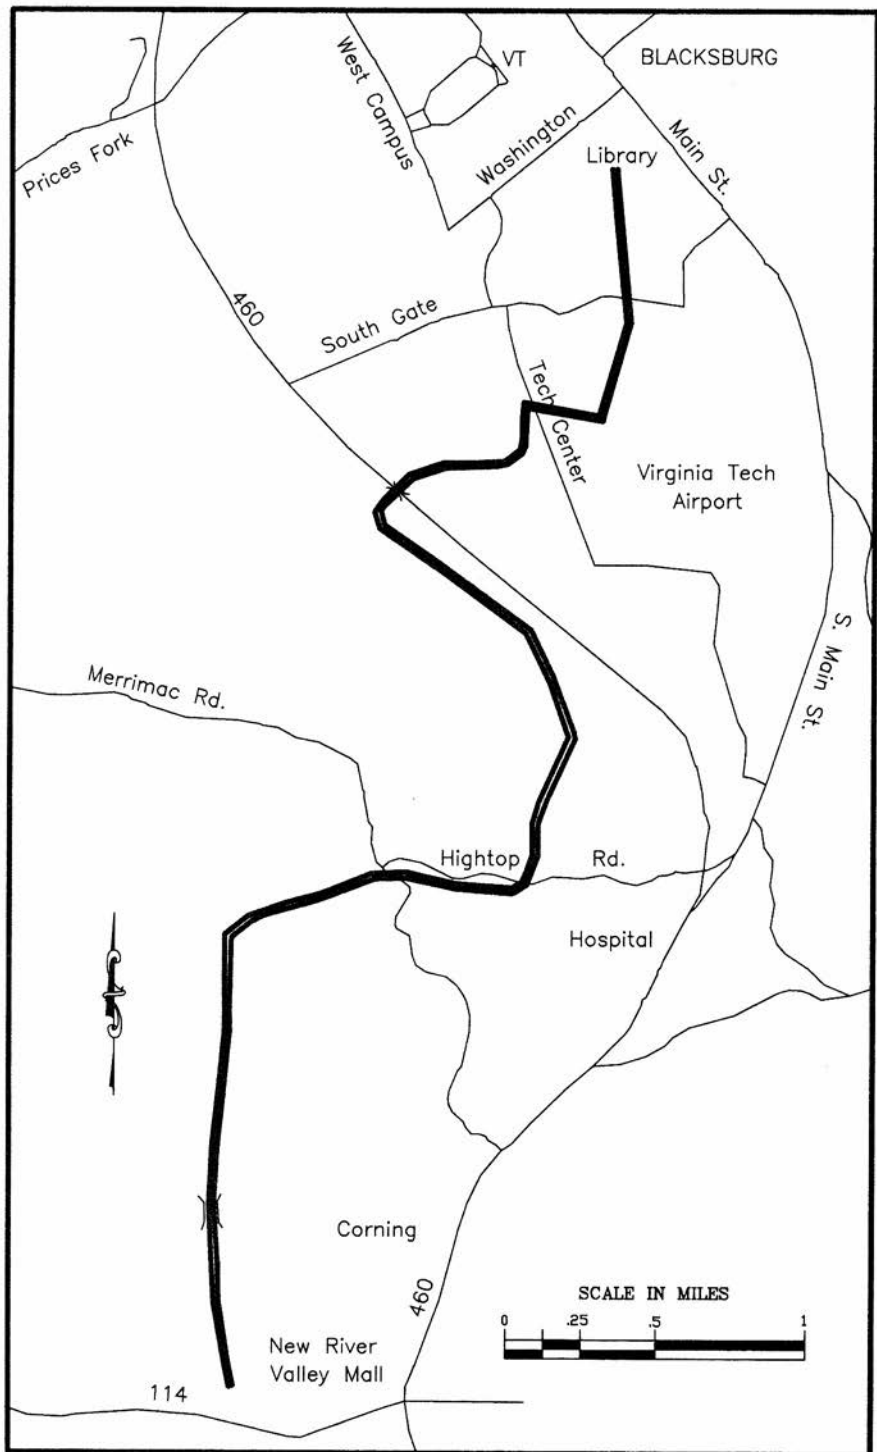 BLACKSBURG
VT
West Campus
Washington
Main St.
Prices Fork
Library
460
South Gate
Tech Center
Virginia Tech
Airport
S. Main St.
Merrimac Rd.
Hightop Rd.
Hospital
Corning
460
SCALE IN MILES
0 .25 .5 1
New River
Valley Mall
114